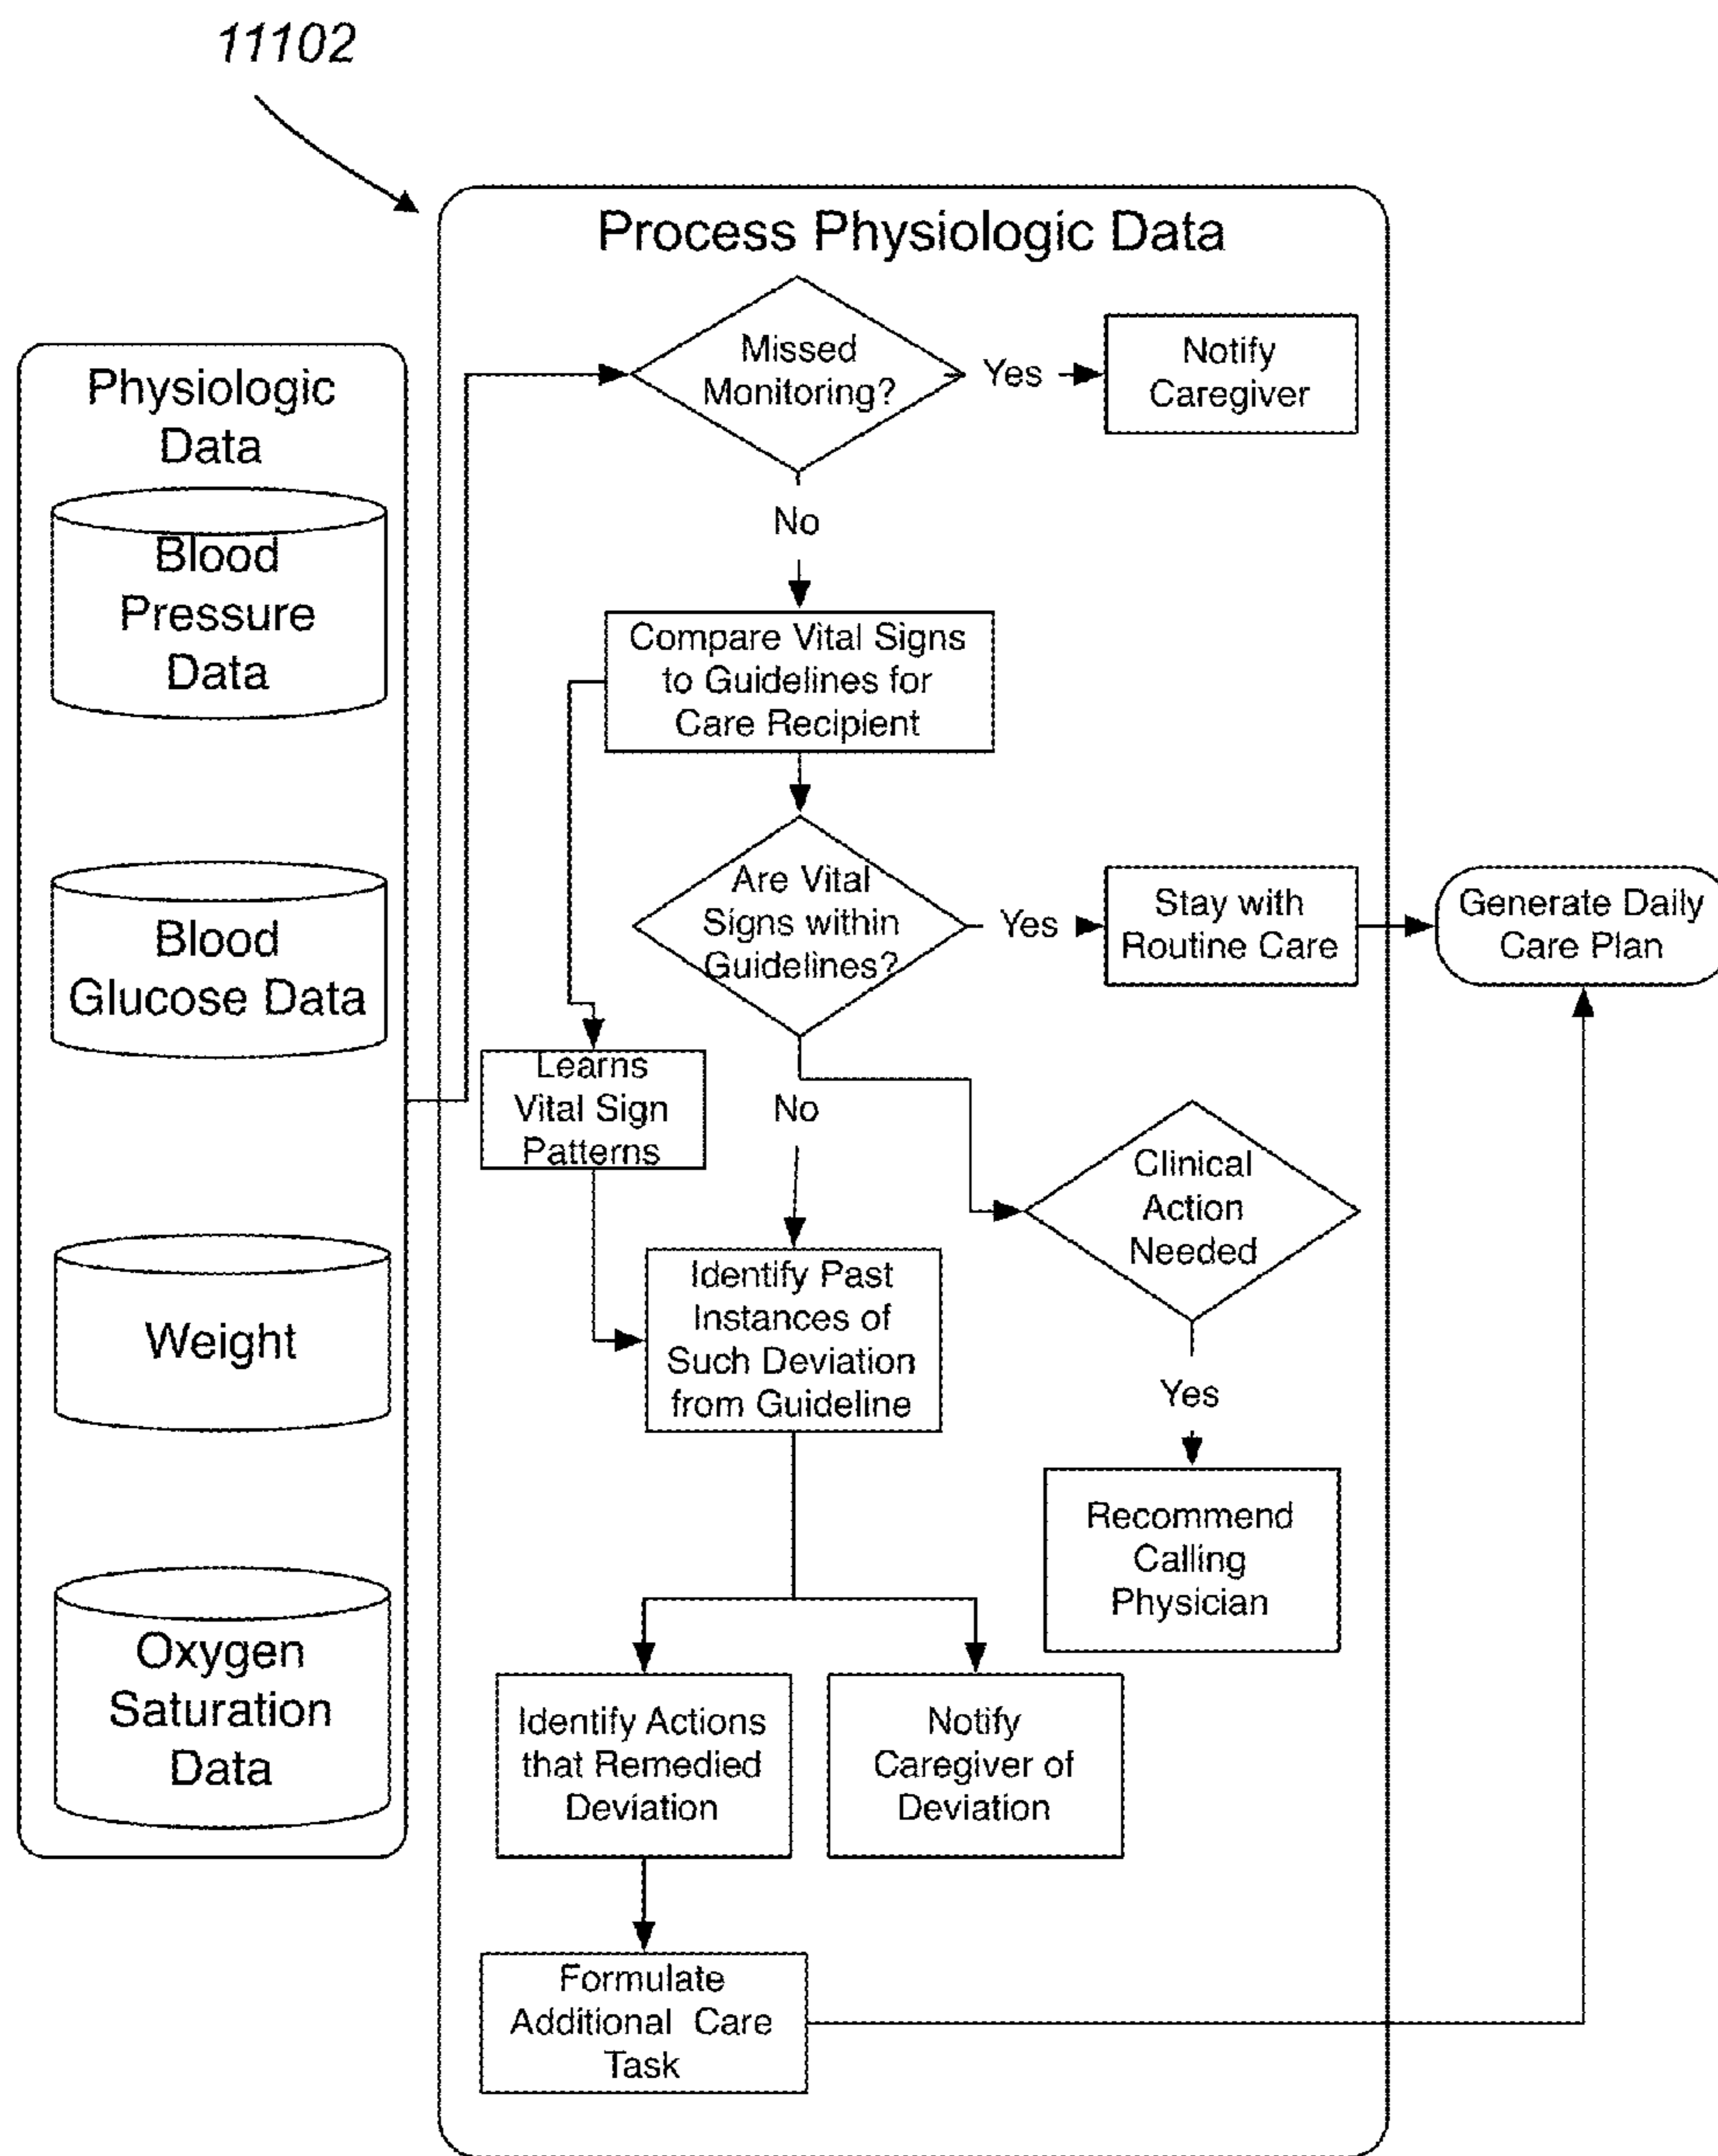 11102
Process Physiologic Data
Physiologic
Data
Blood
Pressure
Data
Blood
Glucose Data
Weight
Oxygen
Saturation
Data
Missed
Monitoring?
Yes
Notify
Caregiver
No
Compare Vital Signs
to Guidelines for
Care Recipient
Are Vital
Signs within
Guidelines?
Yes
Stay with
Routine Care
Generate Daily
Care Plan
Learns
Vital Sign
Patterns
No
Clinical
Action
Needed
Identify Past
Instances of
Such Deviation
from Guideline
Yes
Recommend
Calling
Physician
Identify Actions
that Remedied
Deviation
Notify
Caregiver of
Deviation
Formulate
Additional Care
Task